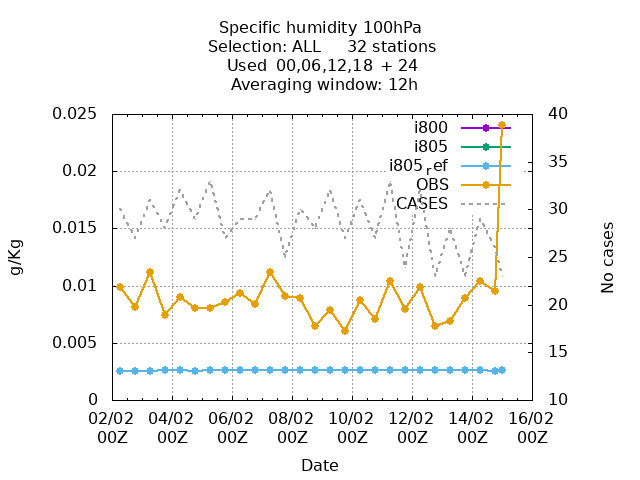 Specific humidity 100hPa
Selection: ALL 32 stations
Used 00,06,12,18 + 24
Averaging window: 12h
0.025
0.02
0.015
0.01
0.005
0
g/Kg
40
35
30
25
20
15
10
No cases
i800
i805
i805ref
OBS
CASES
02/02 04/02 06/02 08/02 10/02 12/02 14/02 16/02
00Z 00Z 00Z 00Z 00Z 00Z 00Z 00Z
Date